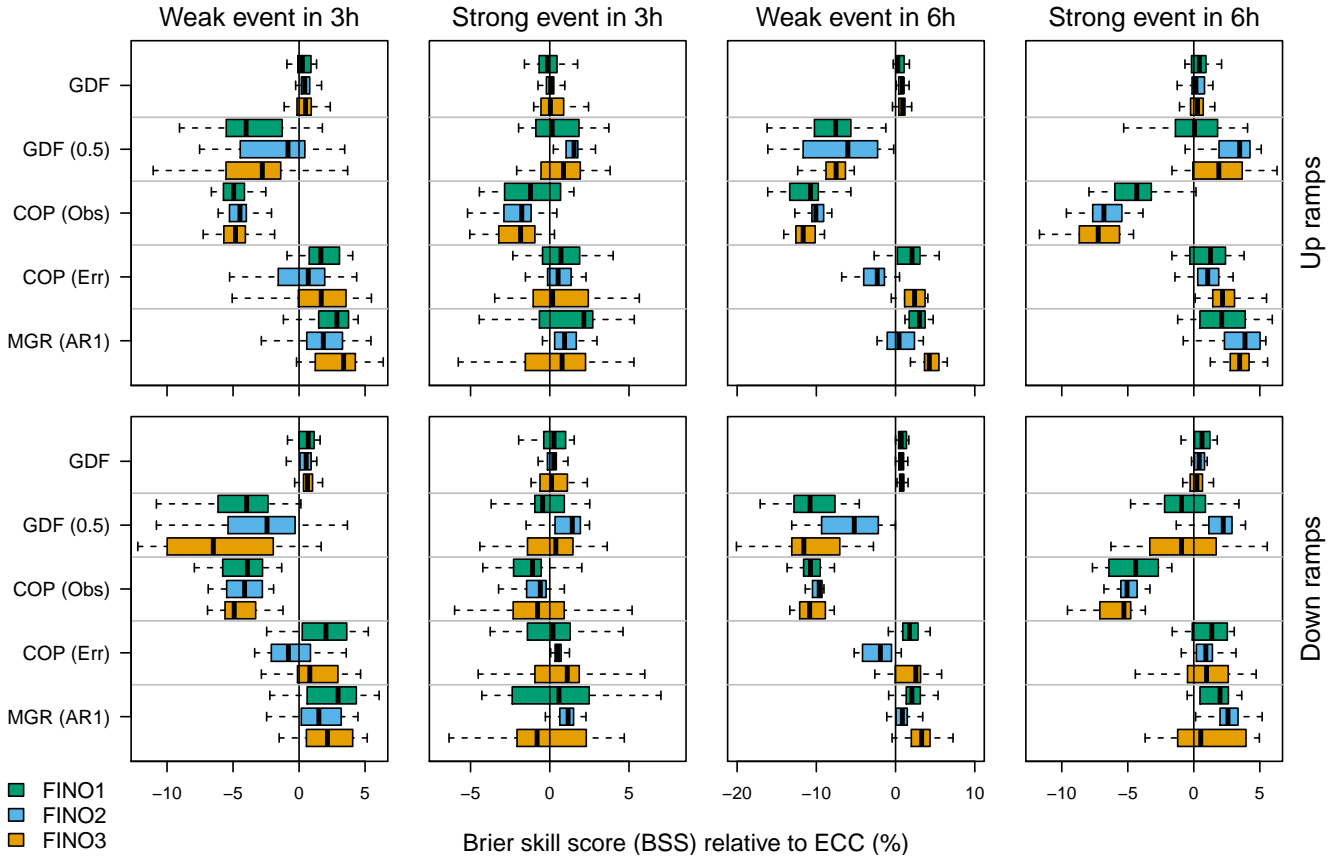 Weak event in 3h
Strong event in 3h
Weak event in 6h
Strong event in 6h
GDF
GDF (0.5)
COP (Obs)
COP (Err)
MGR (AR1)
Up ramps
GDF
GDF (0.5)
COP (Obs)
COP (Err)
MGR (AR1)
Down ramps
−10 −5 0 5
−10 −5 0 5
−20 −10 0 10
−10 −5 0 5
FINO1
FINO2
FINO3
Brier skill score (BSS) relative to ECC (%)